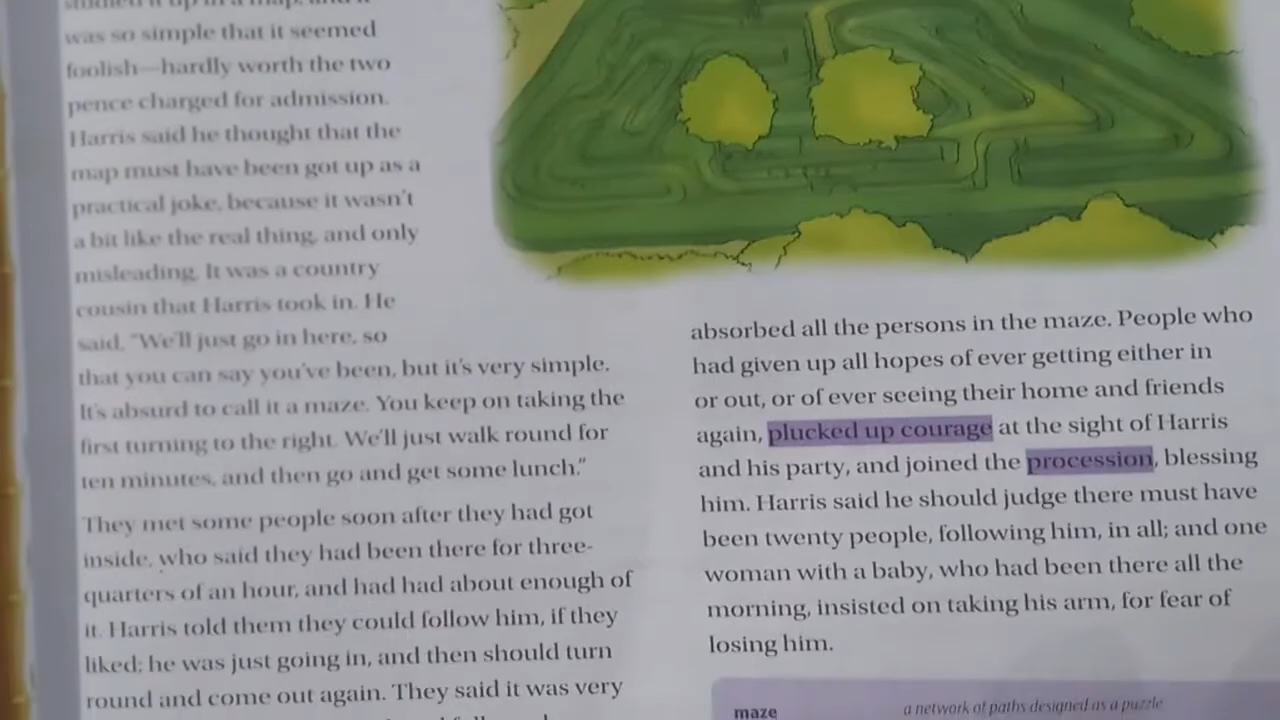 was so simple that it seemed
foolish—hardly worth the two
pence charged for admission.
Harris said he thought that the
map must have been got up as a
practical joke, because it wasn't
a bit like the real thing, and only
misleading. It was a country
cousin that Harris took in. He
said, "We'll just go in here, so
that you can say you've been, but it's very simple.
It's absurd to call it a maze. You keep on taking the
first turning to the right. We'll just walk round for
ten minutes, and then go and get some lunch."
They met some people soon after they had got
inside, who said they had been there for three-
quarters of an hour, and had had about enough of
it. Harris told them they could follow him, if they
liked; he was just going in, and then should turn
round and come out again. They said it was very
absorbed all the persons in the maze. People who
had given up all hopes of ever getting either in
or out, or of ever seeing their home and friends
again, plucked up courage at the sight of Harris
and his party, and joined the procession, blessing
him. Harris said he should judge there must have
been twenty people, following him, in all; and one
woman with a baby, who had been there all the
morning, insisted on taking his arm, for fear of
losing him.
maze a network of paths designed as a puzzle